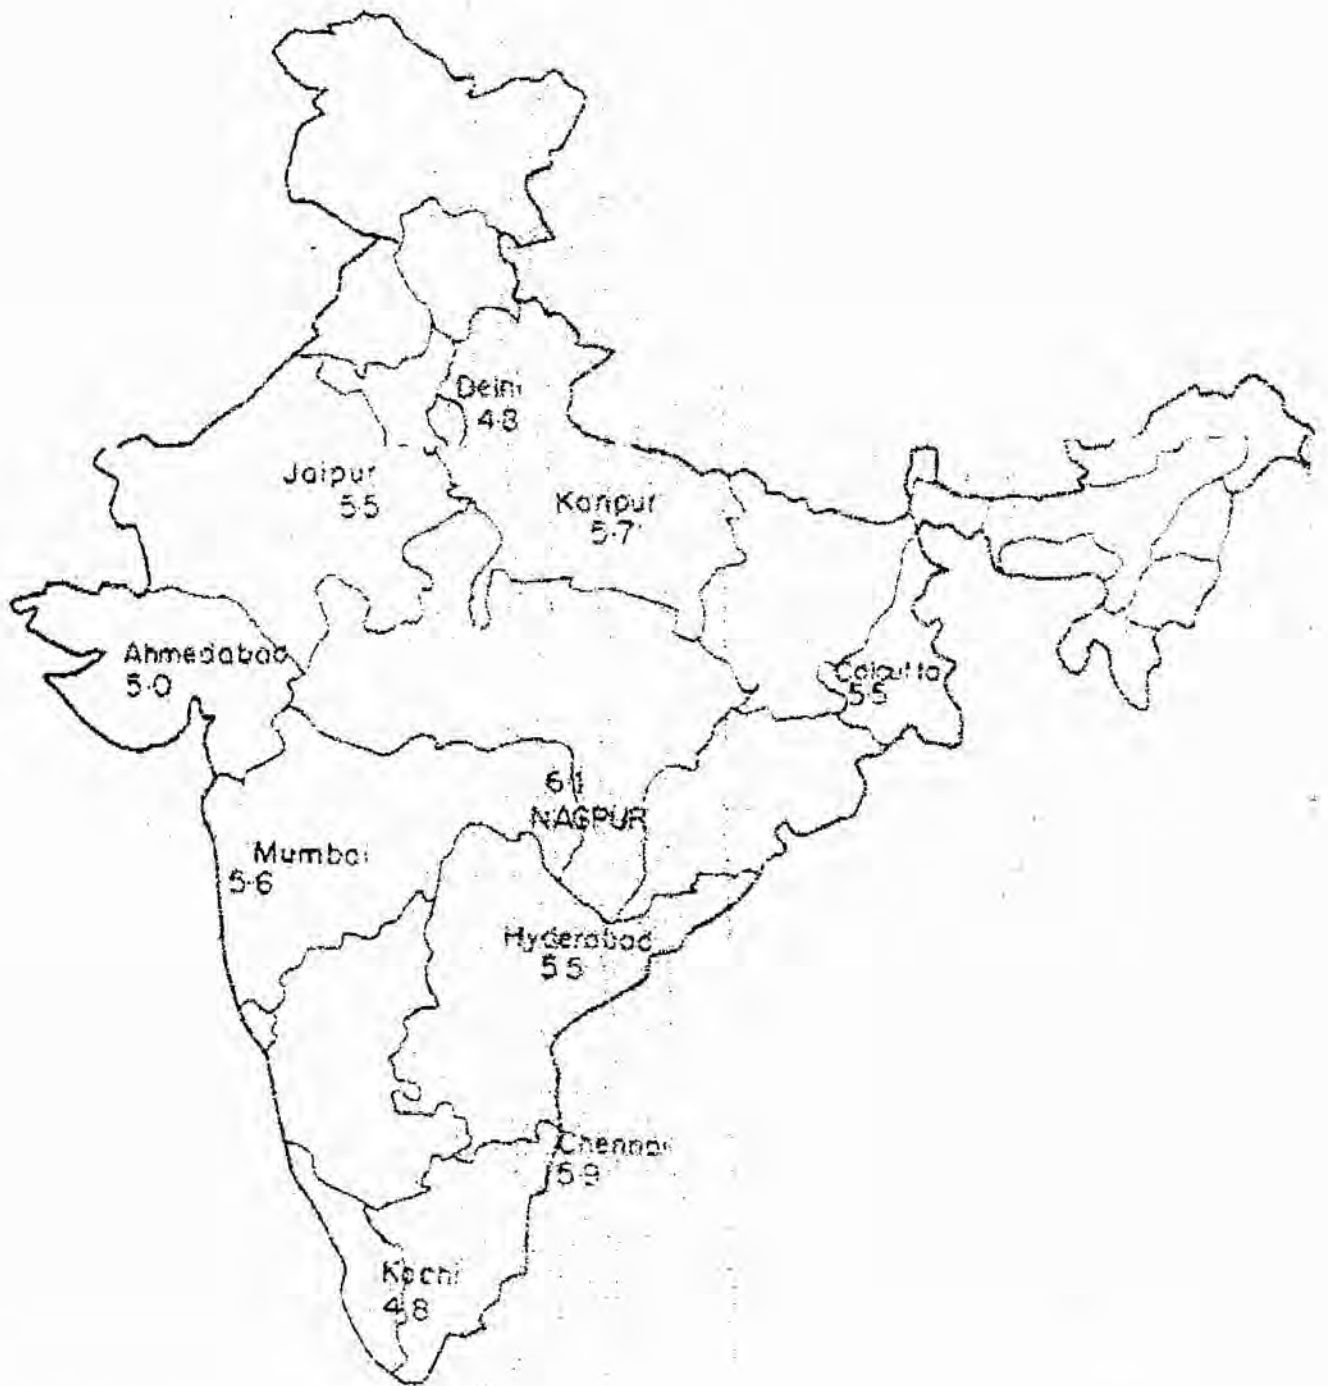 Delhi
4.8
Jaipur
5.5
Kanpur
5.7
Ahmedabad
5.0
Calcutta
5.5
6.1
NAGPUR
Mumbai
5.6
Hyderabad
5.5
Chennai
5.9
Kochi
4.8